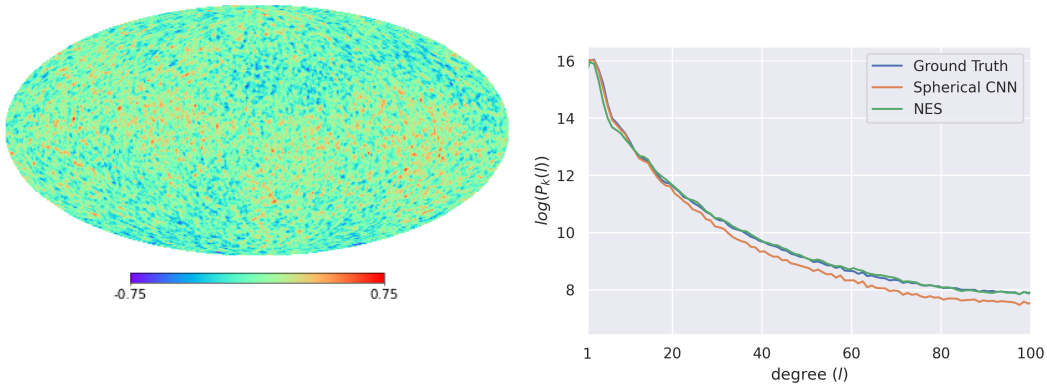 -0.75 0.75
log(P_k(l))
16
14
12
10
8
Ground Truth
Spherical CNN
NES
1 20 40 60 80 100
degree (l)